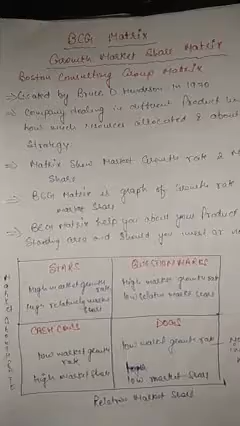 BCG Matrix
Growth Market Share Matrix
Boston Consulting Group Matrix
⇒ Created by Bruce D Henderson in 1970
⇒ Company dealing in different Product
how much resources allocated & about
Strategy
⇒ Matrix Show Market Growth rate &
Share
⇒ BCG Matrix is graph of Growth rate
market Share
⇒ BCG Matrix help you about your Product
Standing area and should you invest or
STARS
high market growth
rate
high relatively market
Share
QUESTION MARKS
High market growth rate
low relative market Share
CASH COWS
low market growth
rate
high market Share
DOGS
low market growth
rate
low market Share
Relative Market Share